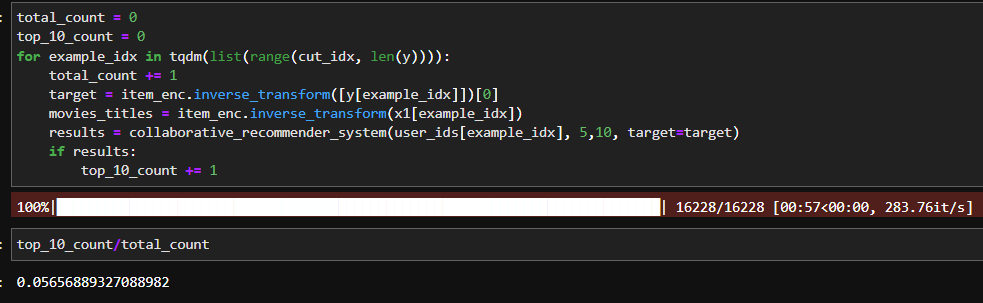 total_count = 0
top_10_count = 0
for example_idx in tqdm(list(range(cut_idx, len(y)))):
    total_count += 1
    target = item_enc.inverse_transform([y[example_idx]])[0]
    movies_titles = item_enc.inverse_transform(x1[example_idx])
    results = collaborative_recommender_system(user_ids[example_idx], 5,10, target=target)
    if results:
        top_10_count += 1
100%| | 16228/16228 [00:57<00:00, 283.76it/s]
top_10_count/total_count
0.05656889327088982